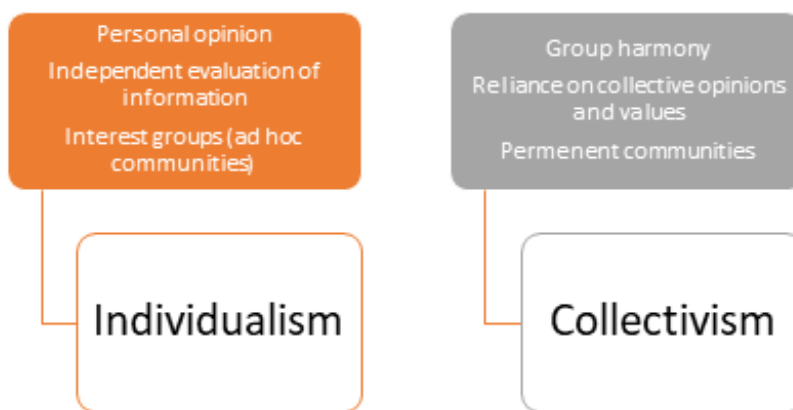 Personal opinion
Independent evaluation of
information
Interest groups (ad hoc
communities)
Individualism
Group harmony
Reliance on collective opinions
and values
Permenent communities
Collectivism